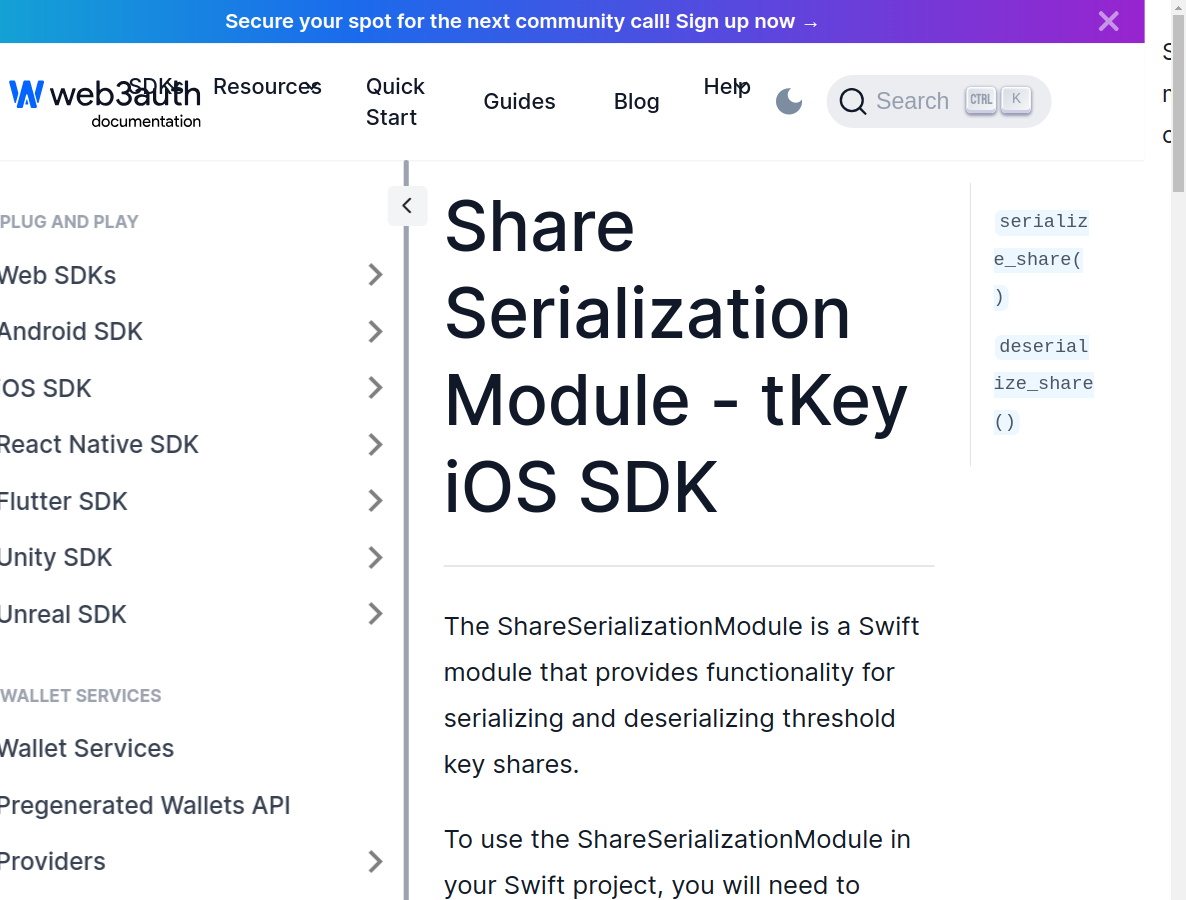 Secure your spot for the next community call! Sign up now →
web3auth
documentation
SDKs
Resources
Quick
Start
Guides
Blog
Help
Search
CTRL
K
PLUG AND PLAY
Web SDKs
Android SDK
iOS SDK
React Native SDK
Flutter SDK
Unity SDK
Unreal SDK
WALLET SERVICES
Wallet Services
Pregenerated Wallets API
Providers
Share
Serialization
Module - tKey
iOS SDK
The ShareSerializationModule is a Swift
module that provides functionality for
serializing and deserializing threshold
key shares.
To use the ShareSerializationModule in
your Swift project, you will need to
serializ
e_share(
)
deserial
ize_share
()